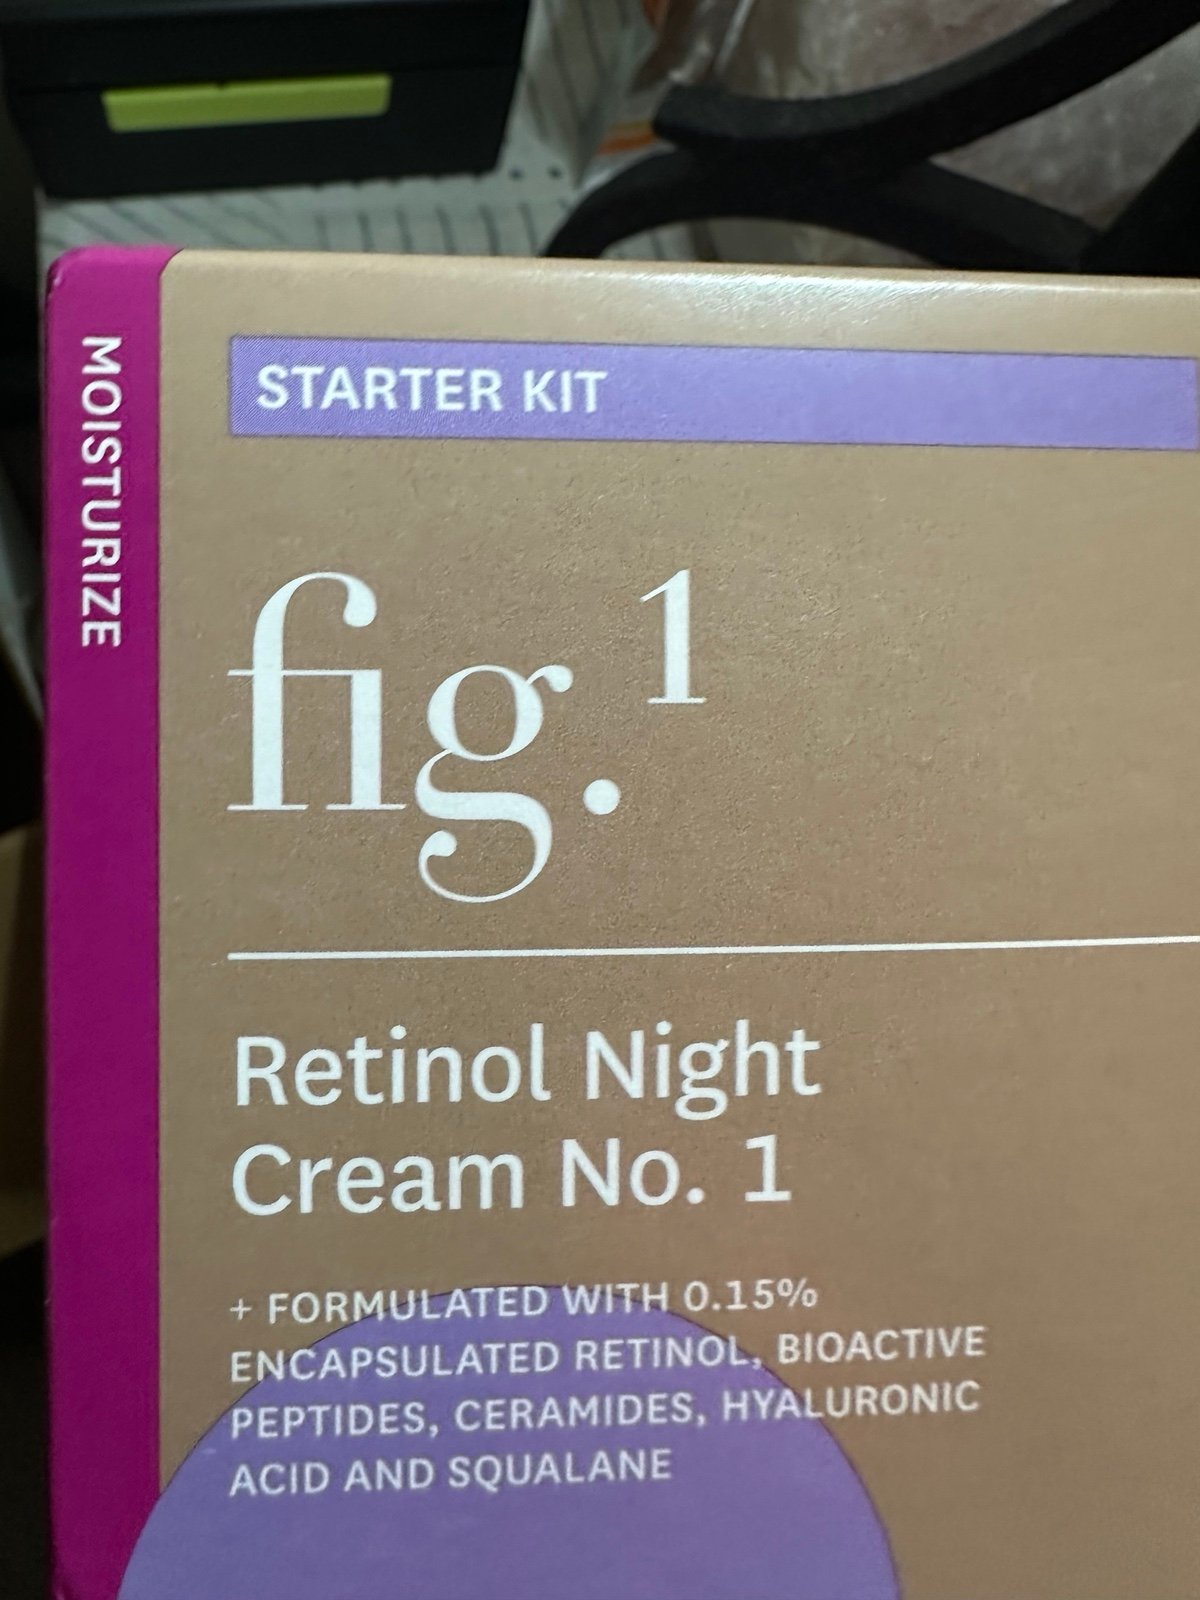 MOISTURIZE
STARTER KIT
fig.¹
Retinol Night
Cream No. 1
+ FORMULATED WITH 0.15%
ENCAPSULATED RETINOL, BIOACTIVE
PEPTIDES, CERAMIDES, HYALURONIC
ACID AND SQUALANE